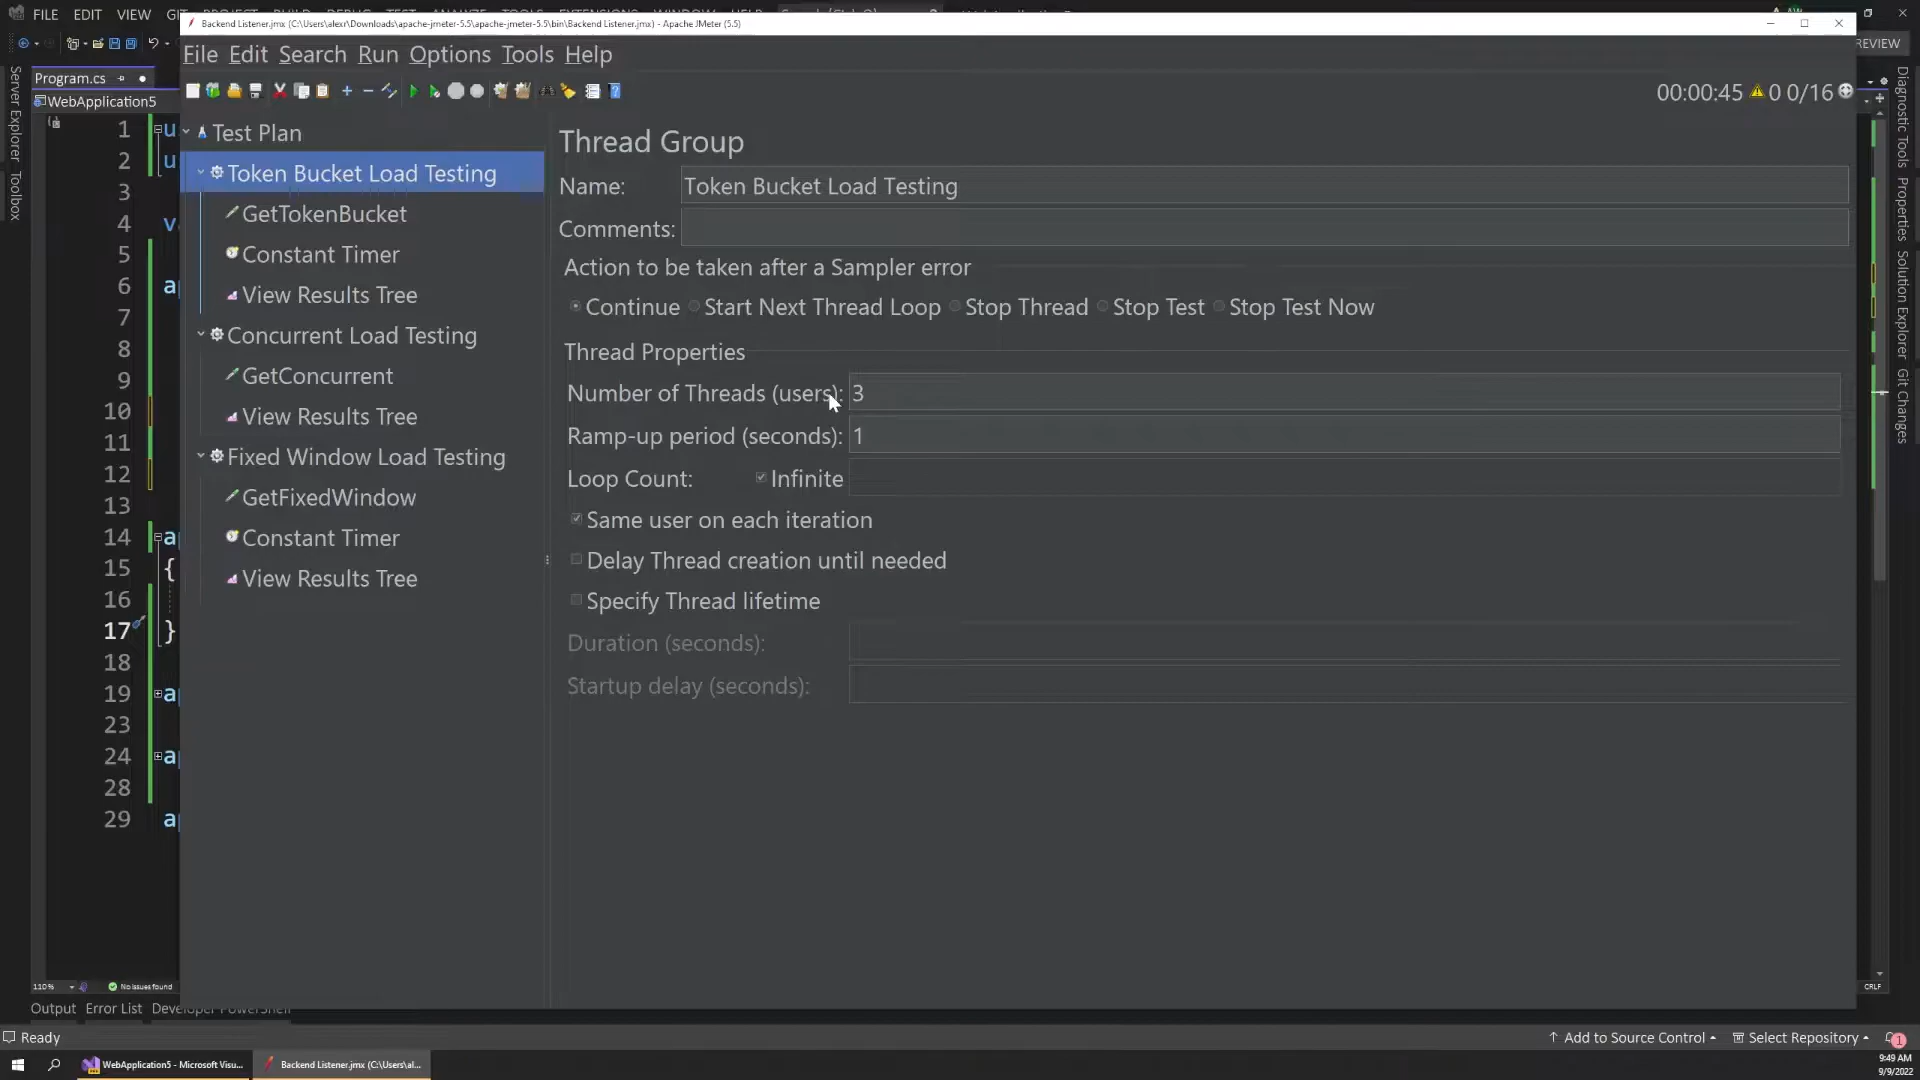 FILE EDIT VIEW
Backend Listener.jmx (C:\Users\alexr\Downloads\apache-jmeter-5.5\apache-jmeter-5.5\bin\Backend Listener.jmx) - Apache JMeter (5.5)
File Edit Search Run Options Tools Help
REVIEW
Program.cs
WebApplication5
00:00:45 0 0/16
Server Explorer Toolbox
Diagnostic Tools Properties Solution Explorer Git Changes
Test Plan
Token Bucket Load Testing
GetTokenBucket
Constant Timer
View Results Tree
Concurrent Load Testing
GetConcurrent
View Results Tree
Fixed Window Load Testing
GetFixedWindow
Constant Timer
View Results Tree
Thread Group
Name: Token Bucket Load Testing
Comments:
Action to be taken after a Sampler error
Continue Start Next Thread Loop Stop Thread Stop Test Stop Test Now
Thread Properties
Number of Threads (users): 3
Ramp-up period (seconds): 1
Loop Count: Infinite
Same user on each iteration
Delay Thread creation until needed
Specify Thread lifetime
Duration (seconds):
Startup delay (seconds):
1 u
2 u
3
4 v
5
6 a
7
8
9
10
11
12
13
14 a
15 {
16
17 }
18
19 a
23
24 a
28
29 a
110% No issues found CRLF
Output Error List Developer PowerShell
Ready Add to Source Control Select Repository 1
WebApplication5 - Microsoft Visu... Backend Listener.jmx (C:\Users\al...
9:49 AM
9/9/2022